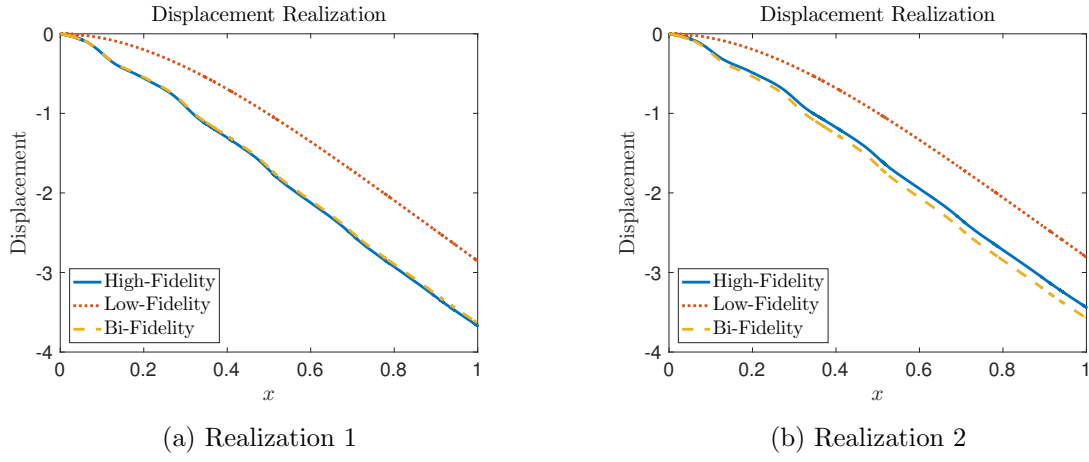 Displacement Realization
0
-1
-2
-3
-4
Displacement
High-Fidelity
Low-Fidelity
Bi-Fidelity
0
0.2
0.4
0.6
0.8
1
x
(a) Realization 1
Displacement Realization
0
-1
-2
-3
-4
Displacement
High-Fidelity
Low-Fidelity
Bi-Fidelity
0
0.2
0.4
0.6
0.8
1
x
(b) Realization 2